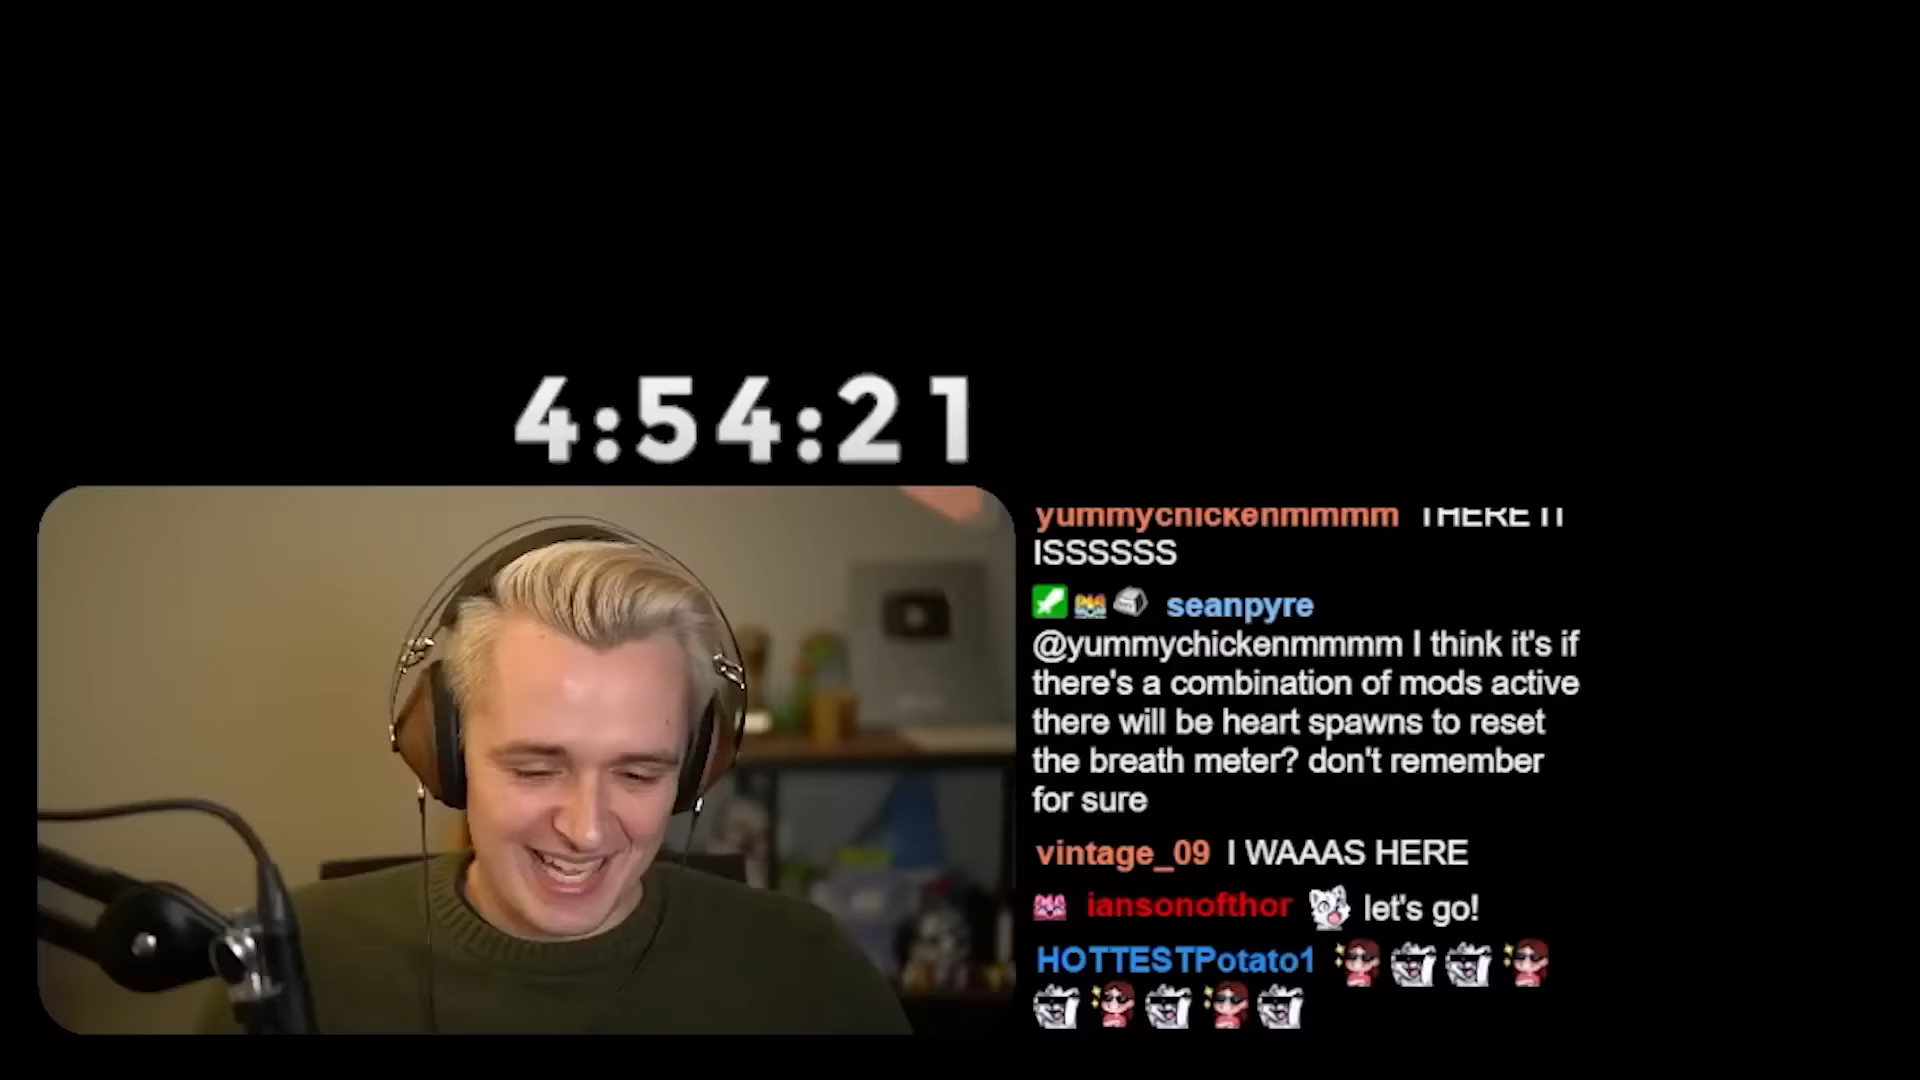 4:54:21
yummychickenmmmm THERE IT
ISSSSSS
seanpyre
@yummychickenmmmm I think it's if
there's a combination of mods active
there will be heart spawns to reset
the breath meter? don't remember
for sure
vintage_09 I WAAAS HERE
iansonofthor let's go!
HOTTESTPotato1